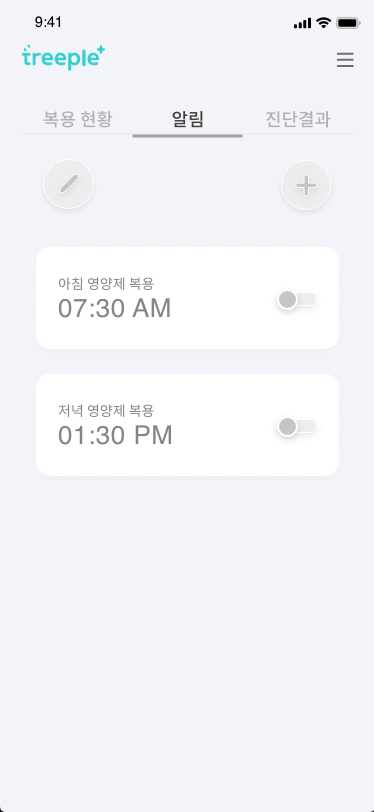 9:41
treeple+
복용 현황 알림 진단결과
아침 영양제 복용
07:30 AM
저녁 영양제 복용
01:30 PM